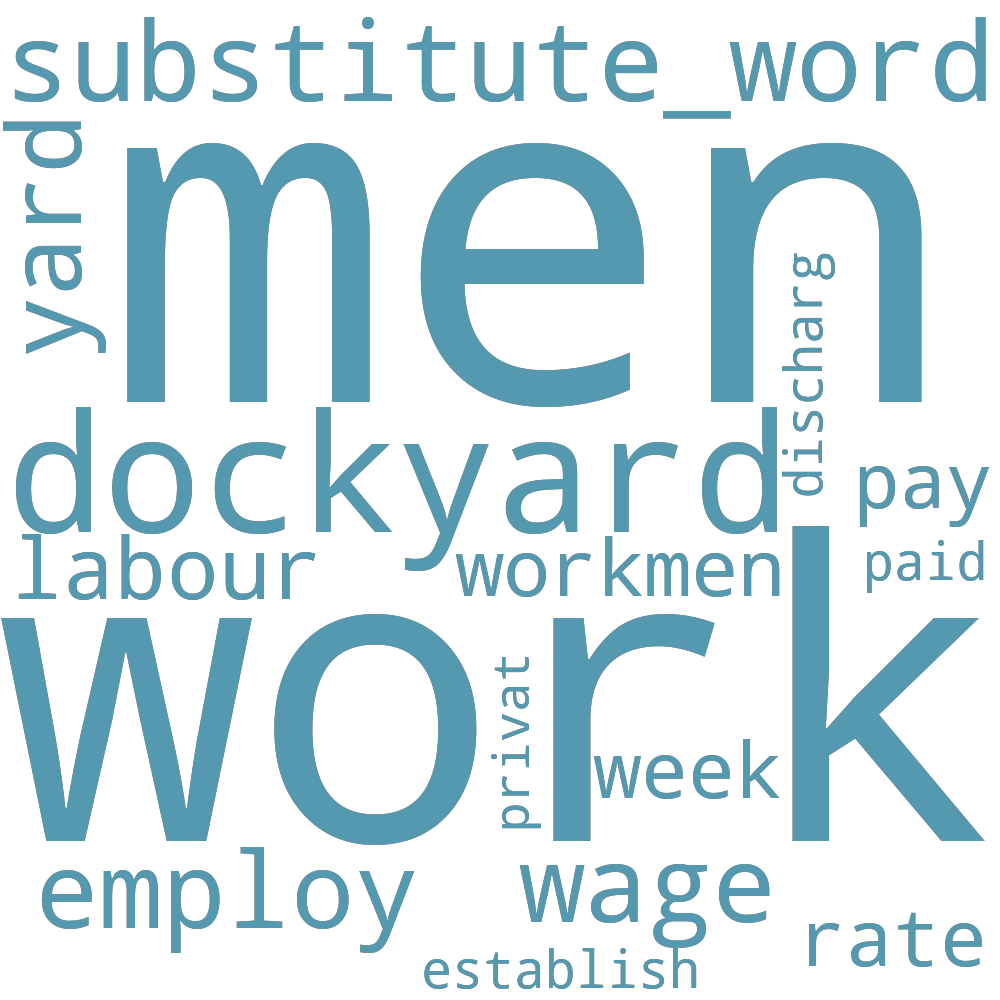 substitute_word
yard
men
discharg
dockyard
pay
labour
workmen
paid
work
privat
week
employ
wage
rate
establish